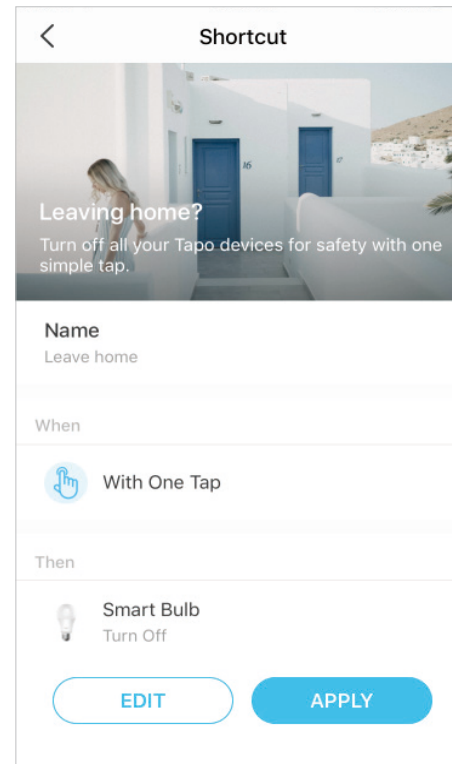 Shortcut
16
Leaving home?
Turn off all your Tapo devices for safety with one
simple tap.
Name
Leave home
When
With One Tap
Then
Smart Bulb
Turn Off
EDIT
APPLY